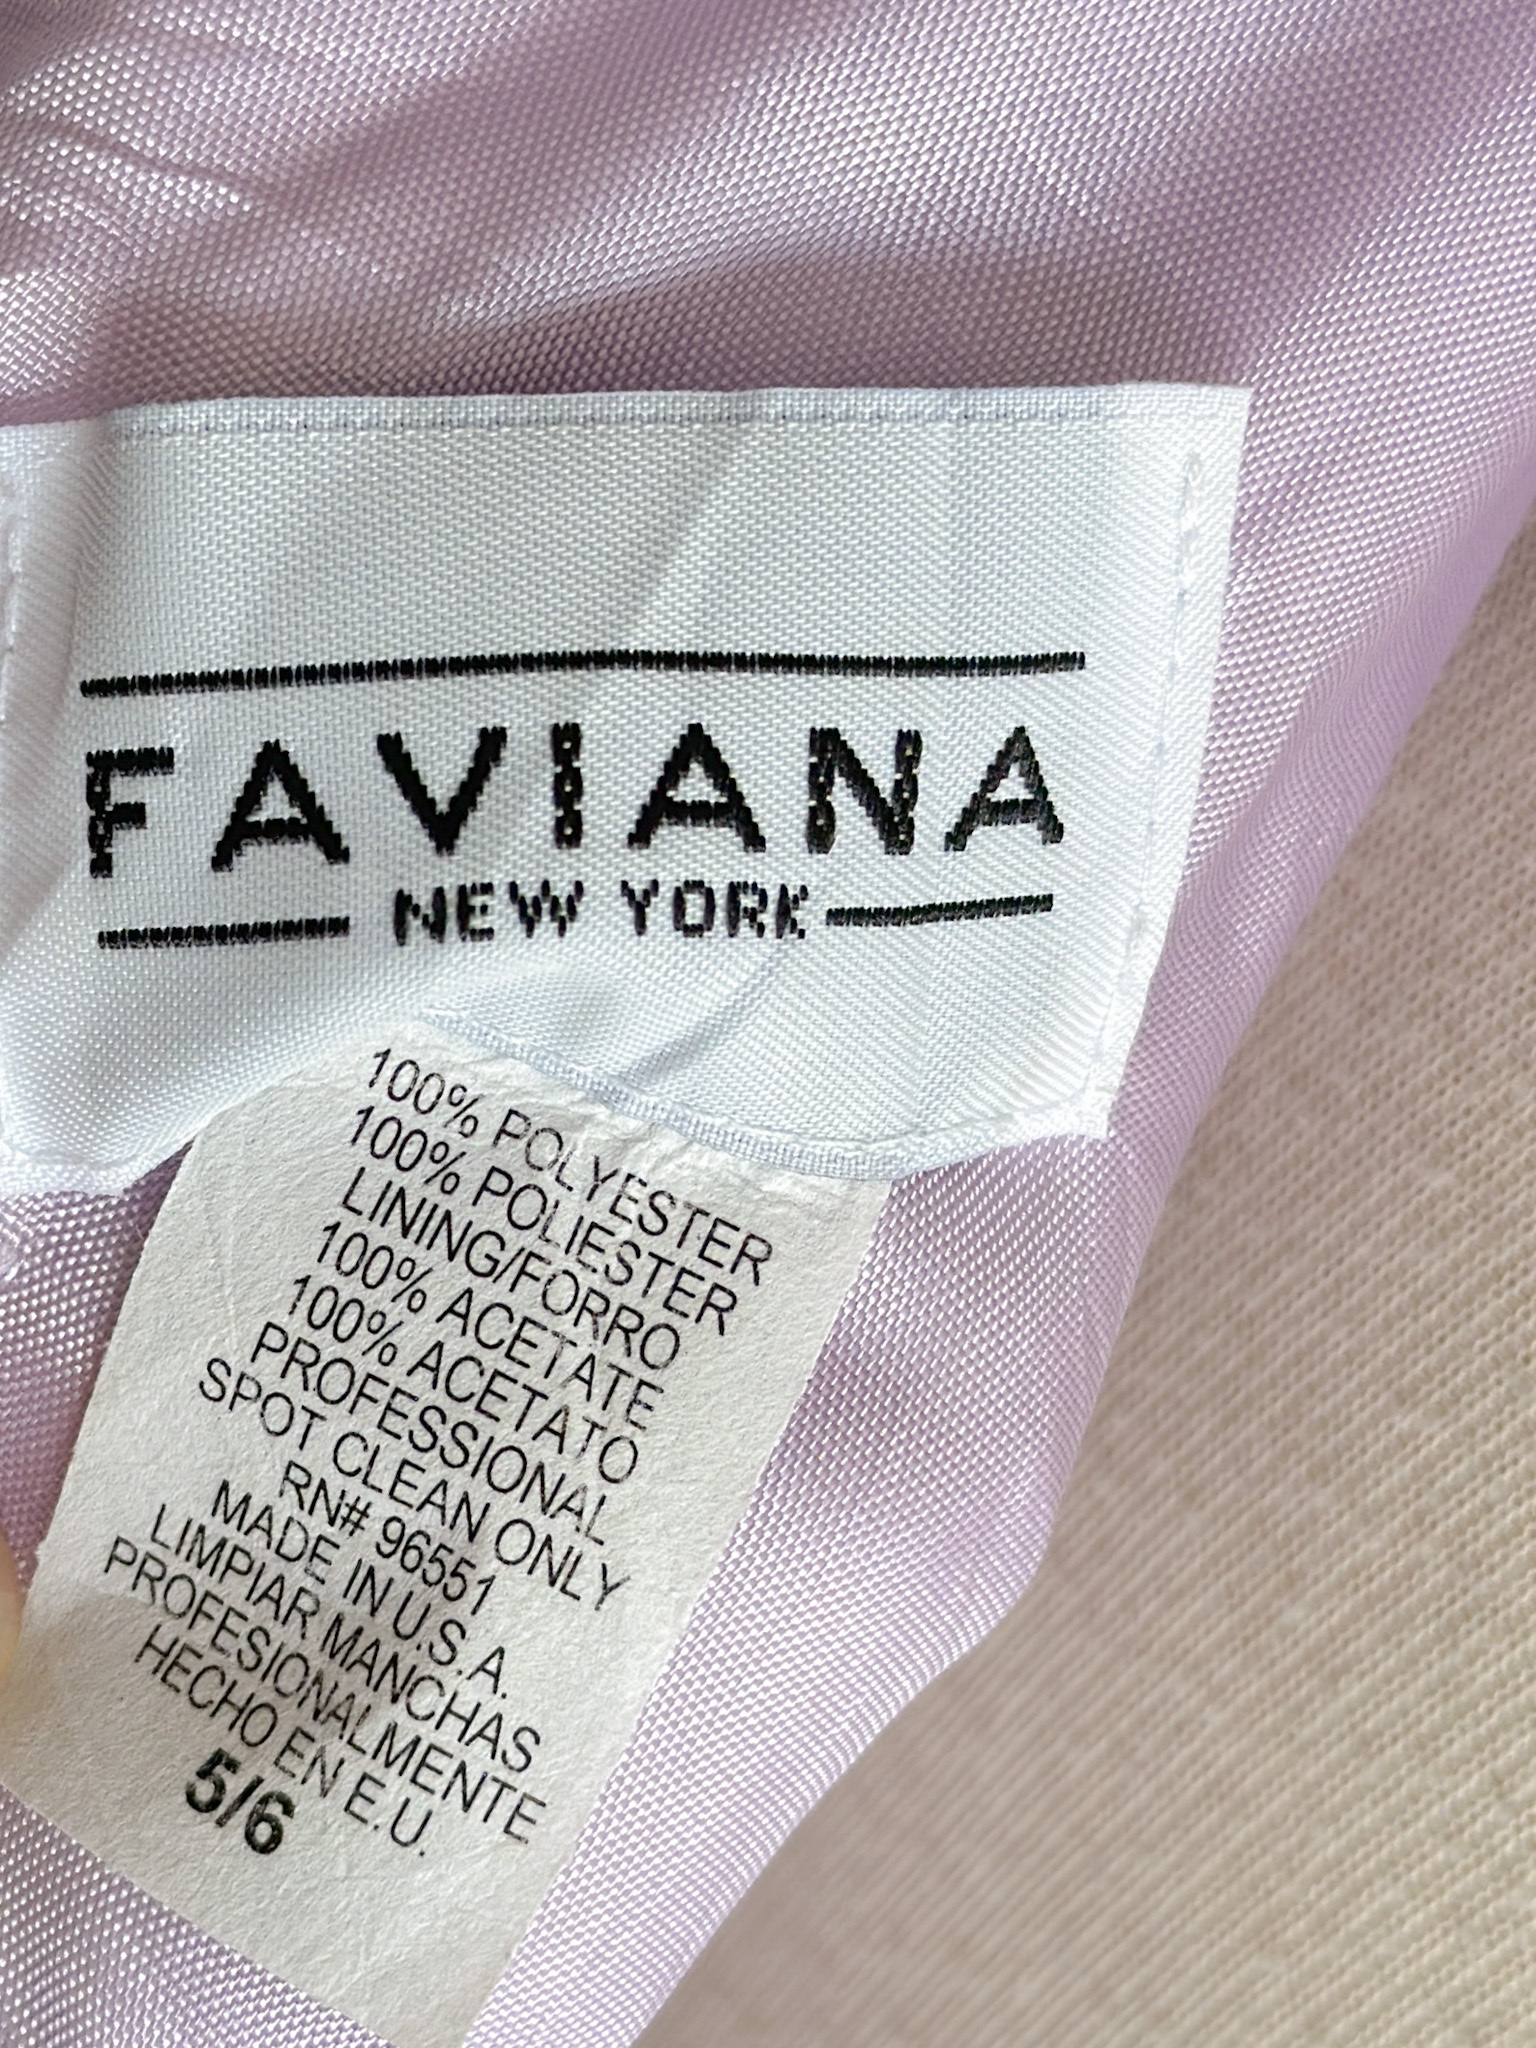 FAVIANA
NEW YORK
100% POLYESTER
100% POLIESTER
LINING/FORRO
100% ACETATE
100% ACETATO
PROFESSIONAL
SPOT CLEAN ONLY
RN# 96551
MADE IN U.S.A.
LIMPIAR MANCHAS
PROFESIONALMENTE
HECHO EN E.U.
5/6